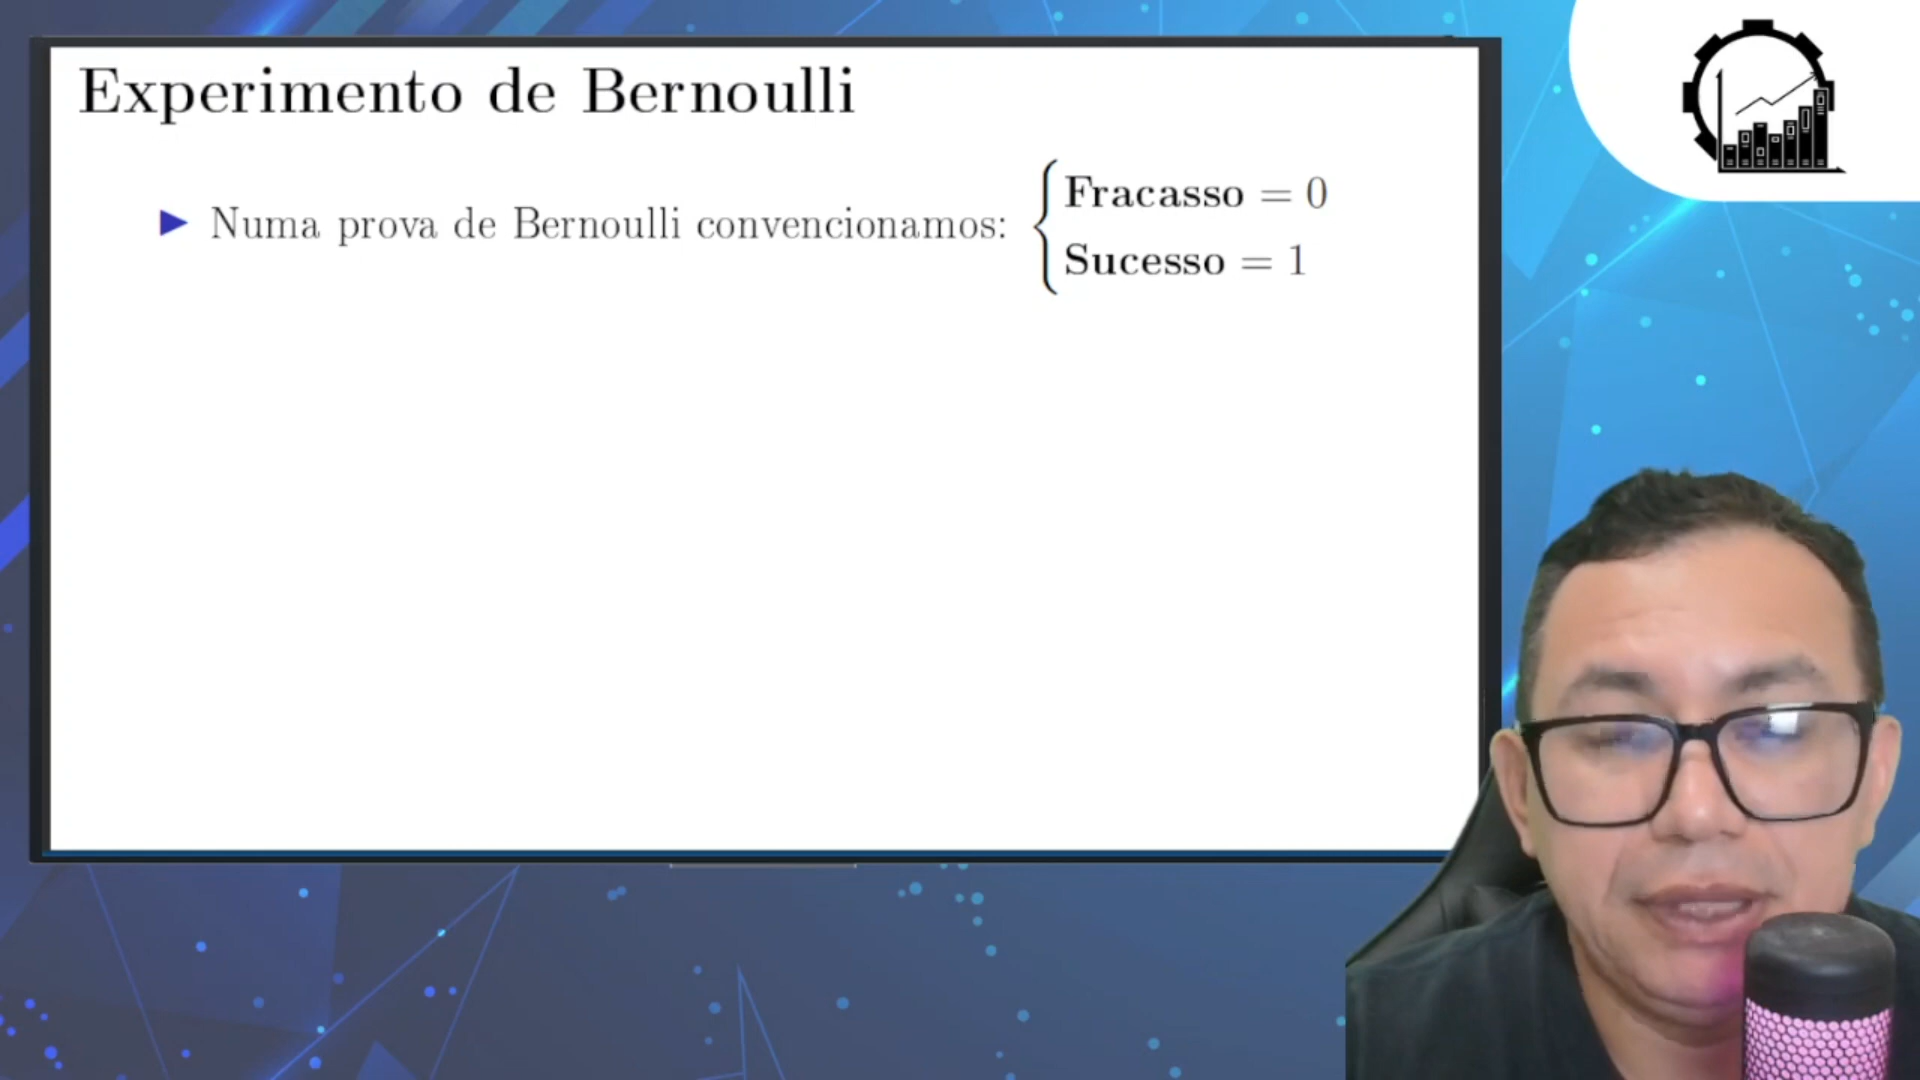 Experimento de Bernoulli
▶ Numa prova de Bernoulli convencionamos: { Fracasso = 0
Sucesso = 1